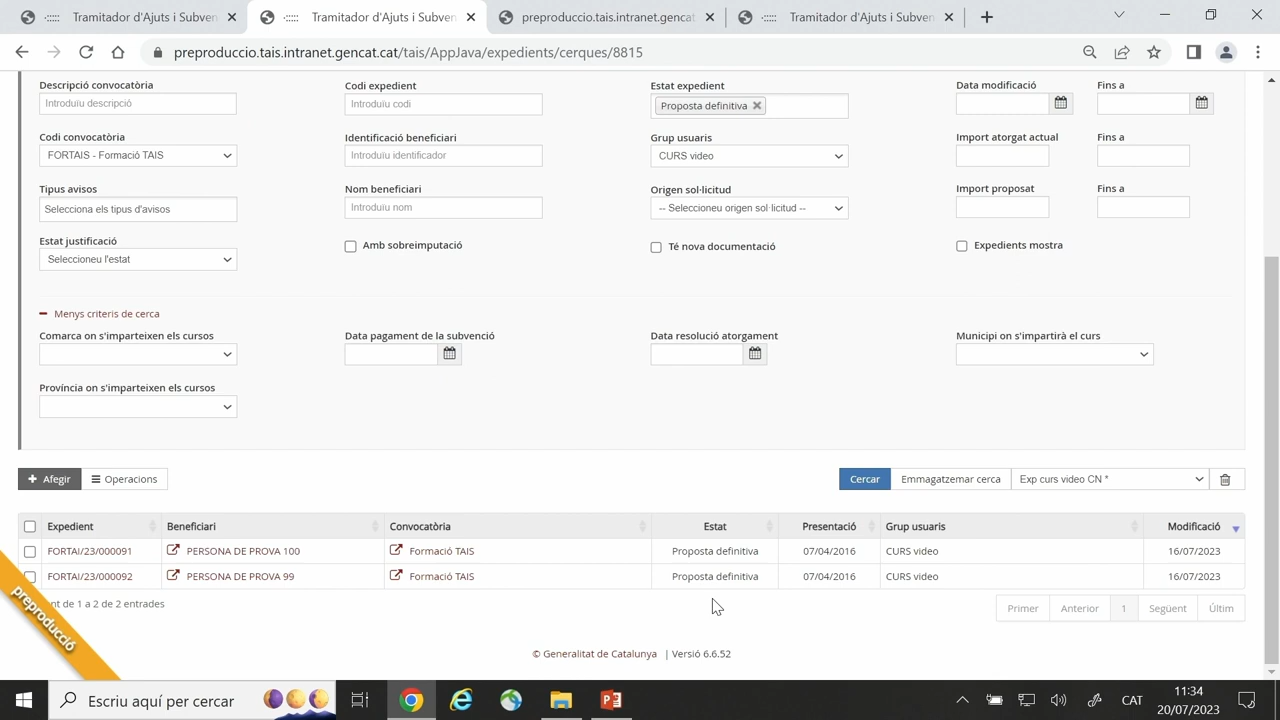 Tramitador d'Ajuts i Subven
Tramitador d'Ajuts i Subven
preproduccio.tais.intranet.gencat
Tramitador d'Ajuts i Subven
preproduccio.tais.intranet.gencat.cat/tais/AppJava/expedients/cerques/8815
Descripció convocatòria
Codi expedient
Estat expedient
Data modificació
Fins a
Introduïu descripció
Introduïu codi
Proposta definitiva
Codi convocatòria
Identificació beneficiari
Grup usuaris
Import atorgat actual
Fins a
FORTAIS - Formació TAIS
Introduïu identificador
CURS video
Tipus avisos
Nom beneficiari
Origen sol·licitud
Import proposat
Fins a
Selecciona els tipus d'avisos
Introduïu nom
-- Seleccioneu origen sol·licitud --
Estat justificació
Amb sobreimputació
Té nova documentació
Expedients mostra
Seleccioneu l'estat
Menys criteris de cerca
Comarca on s'imparteixen els cursos
Data pagament de la subvenció
Data resolució atorgament
Municipi on s'impartirà el curs
Província on s'imparteixen els cursos
Afegir
Operacions
Cercar
Emmagatzemar cerca
Exp curs video CN *
Expedient Beneficiari Convocatòria Estat Presentació Grup usuaris Modificació
FORTAI/23/000091 PERSONA DE PROVA 100 Formació TAIS Proposta definitiva 07/04/2016 CURS video 16/07/2023
FORTAI/23/000092 PERSONA DE PROVA 99 Formació TAIS Proposta definitiva 07/04/2016 CURS video 16/07/2023
nt de 1 a 2 de 2 entrades
Primer Anterior 1 Següent Últim
preproducció
© Generalitat de Catalunya | Versió 6.6.52
Escriu aquí per cercar
CAT
11:34
20/07/2023